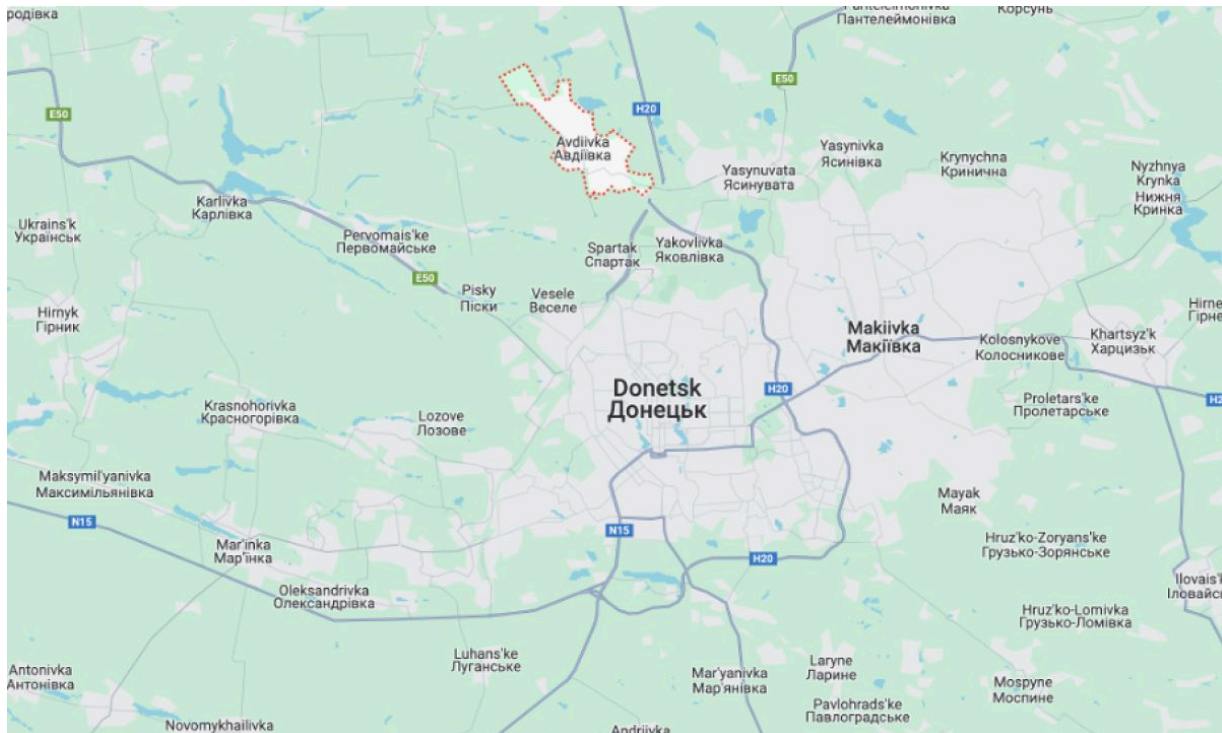 родівка
Пантелеймонівка
Корсунь
E50
E50
H20
Avdiivka
Авдіївка
Yasynuvata
Ясинувата
Yasynivka
Ясинівка
Krynychna
Кринична
Nyzhnya
Krynka
Нижня
Кринка
Karlivka
Карлівка
Ukrains'k
Українськ
Pervomais'ke
Первомайське
Spartak
Спартак
Yakovlivka
Яковлівка
E50
Pisky
Піски
Vesele
Веселе
Hirnyk
Гірник
Makiivka
Макіївка
Kolosnykove
Колосникове
Khartsyz'k
Харцизьк
Donetsk
Донецьк
H20
Krasnohorivka
Красногорівка
Lozove
Лозове
Proletars'ke
Пролетарське
Maksymil'yanivka
Максимільянівка
N15
Mayak
Маяк
N15
Mar'inka
Мар'їнка
H20
Hruz'ko-Zoryans'ke
Грузько-Зорянське
Oleksandrivka
Олександрівка
Ilovais'k
Іловайс
Hruz'ko-Lomivka
Грузько-Ломівка
Luhans'ke
Луганське
Antonivka
Антонівка
Mar'yanivka
Мар'янівка
Laryne
Ларине
Mospyne
Моспине
Pavlohrads'ke
Павлоградське
Novomykhailivka
Andriivka